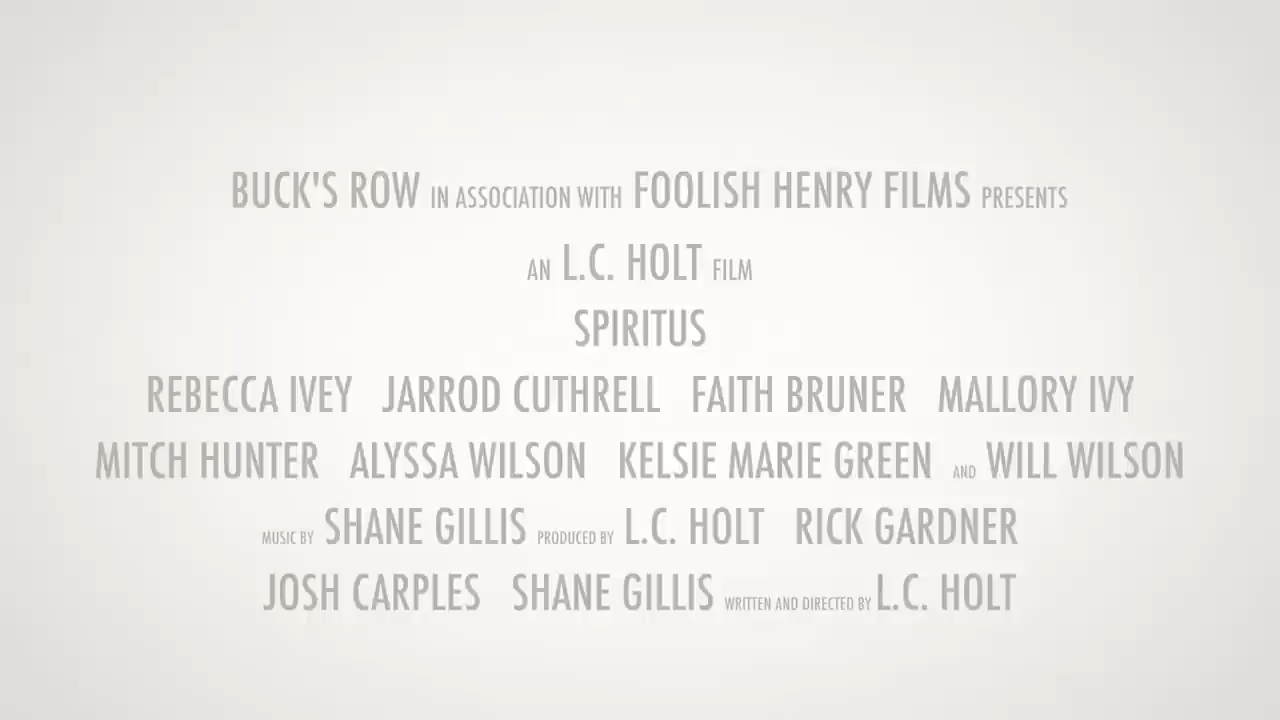 BUCK'S ROW IN ASSOCIATION WITH FOOLISH HENRY FILMS PRESENTS
AN L.C. HOLT FILM
SPIRITUS
REBECCA IVEY JARROD CUTHRELL FAITH BRUNER MALLORY IVY
MITCH HUNTER ALYSSA WILSON KELSIE MARIE GREEN AND WILL WILSON
MUSIC BY SHANE GILLIS PRODUCED BY L.C. HOLT RICK GARDNER
JOSH CARPLES SHANE GILLIS WRITTEN AND DIRECTED BY L.C. HOLT